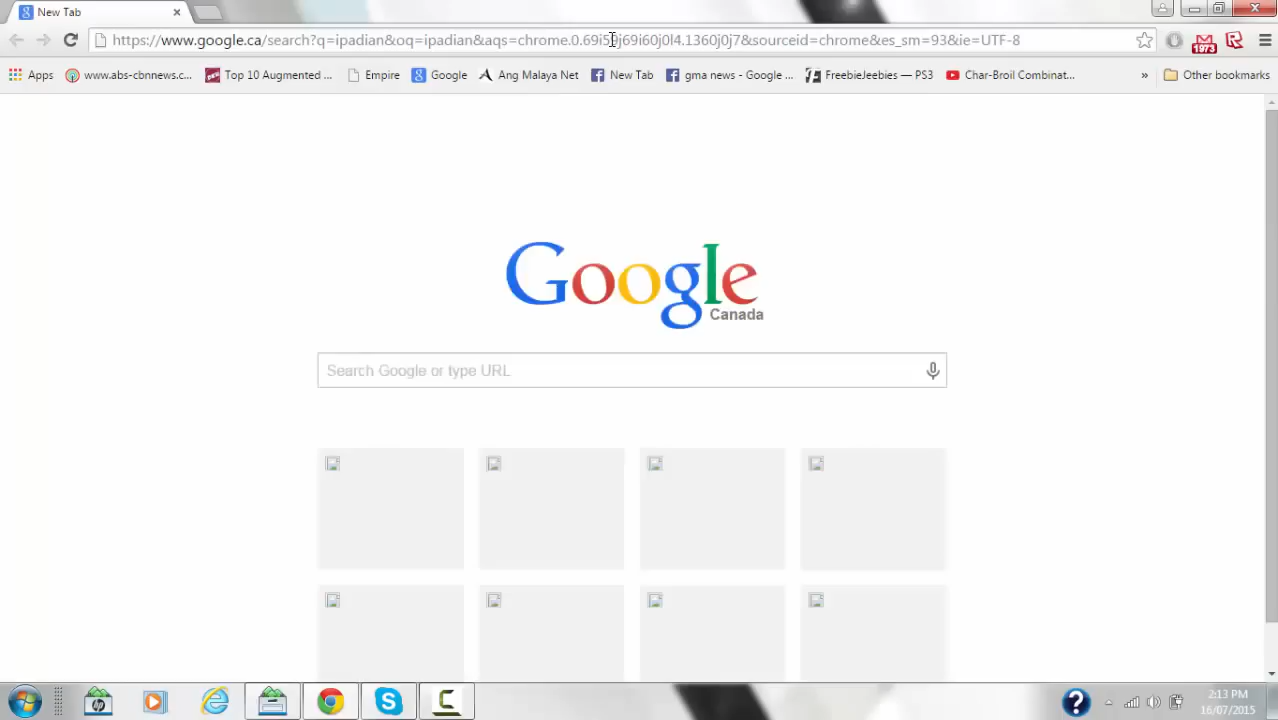 New Tab
https://www.google.ca/search?q=ipadian&oq=ipadian&aqs=chrome.0.69i59j69i60j0l4.1360j0j7&sourceid=chrome&es_sm=93&ie=UTF-8
1973
Apps www.abs-cbnnews.c... Top 10 Augmented ... Empire Google Ang Malaya Net New Tab gma news - Google ... FreebieJeebies — PS3 Char-Broil Combinat... » Other bookmarks
Google
Canada
Search Google or type URL
2:13 PM
16/07/2015